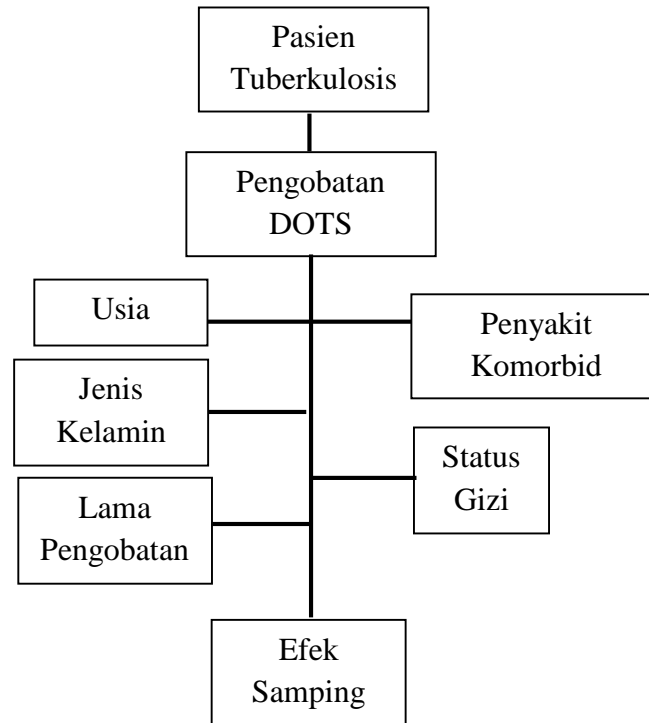 Pasien
Tuberkulosis
Pengobatan
DOTS
Usia
Penyakit
Komorbid
Jenis
Kelamin
Status
Gizi
Lama
Pengobatan
Efek
Samping